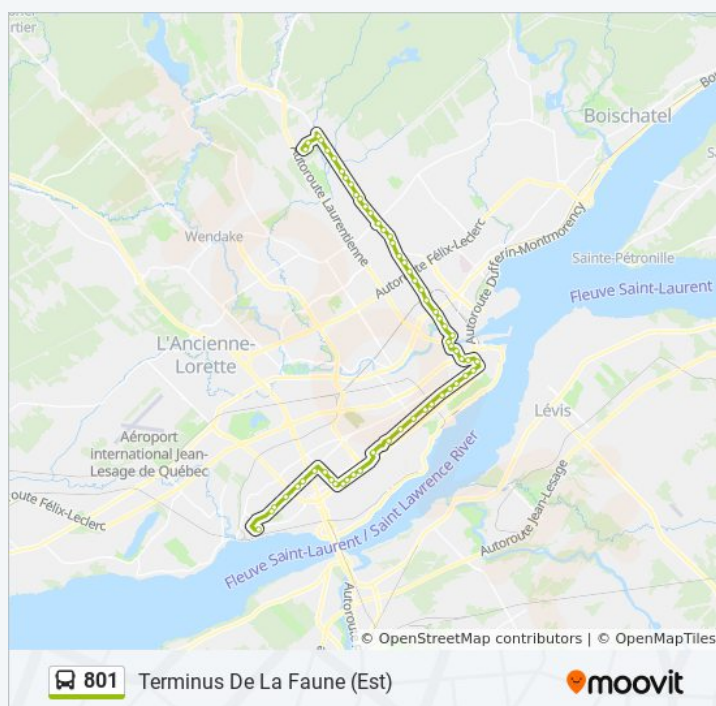 rtier
Boischatel
Bo
Autoroute Laurentienne
Wendake
Autoroute Félix-Leclerc
Autoroute Dufferin-Montmorency
Sainte-Pétronille
Fleuve Saint-Laurent
L'Ancienne-
Lorette
Lévis
Aéroport
international Jean-
Lesage de Québec
oute Félix-Leclerc
Fleuve Saint-Laurent / Saint Lawrence River
Autoroute Jean-Lesage
Autoroute
© OpenStreetMap contributors | © OpenMapTiles
801 Terminus De La Faune (Est)
moovit